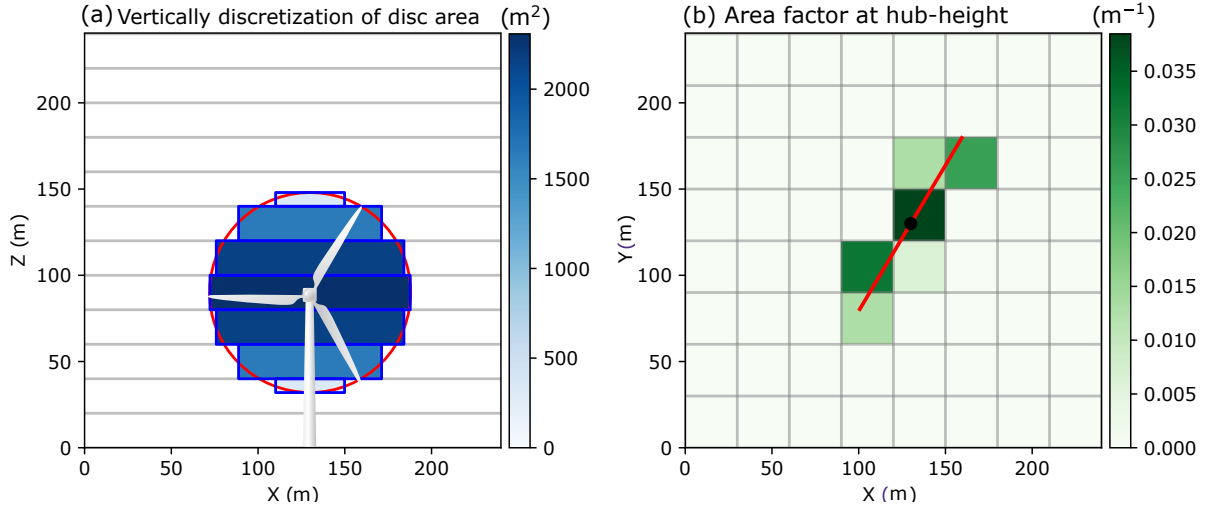 (a) Vertically discretization of disc area (m²)
Z (m)
200
150
100
50
0
0 50 100 150 200
X (m)
2000
1500
1000
500
0
(b) Area factor at hub-height (m⁻¹)
Y (m)
200
150
100
50
0
0 50 100 150 200
X (m)
0.035
0.030
0.025
0.020
0.015
0.010
0.005
0.000